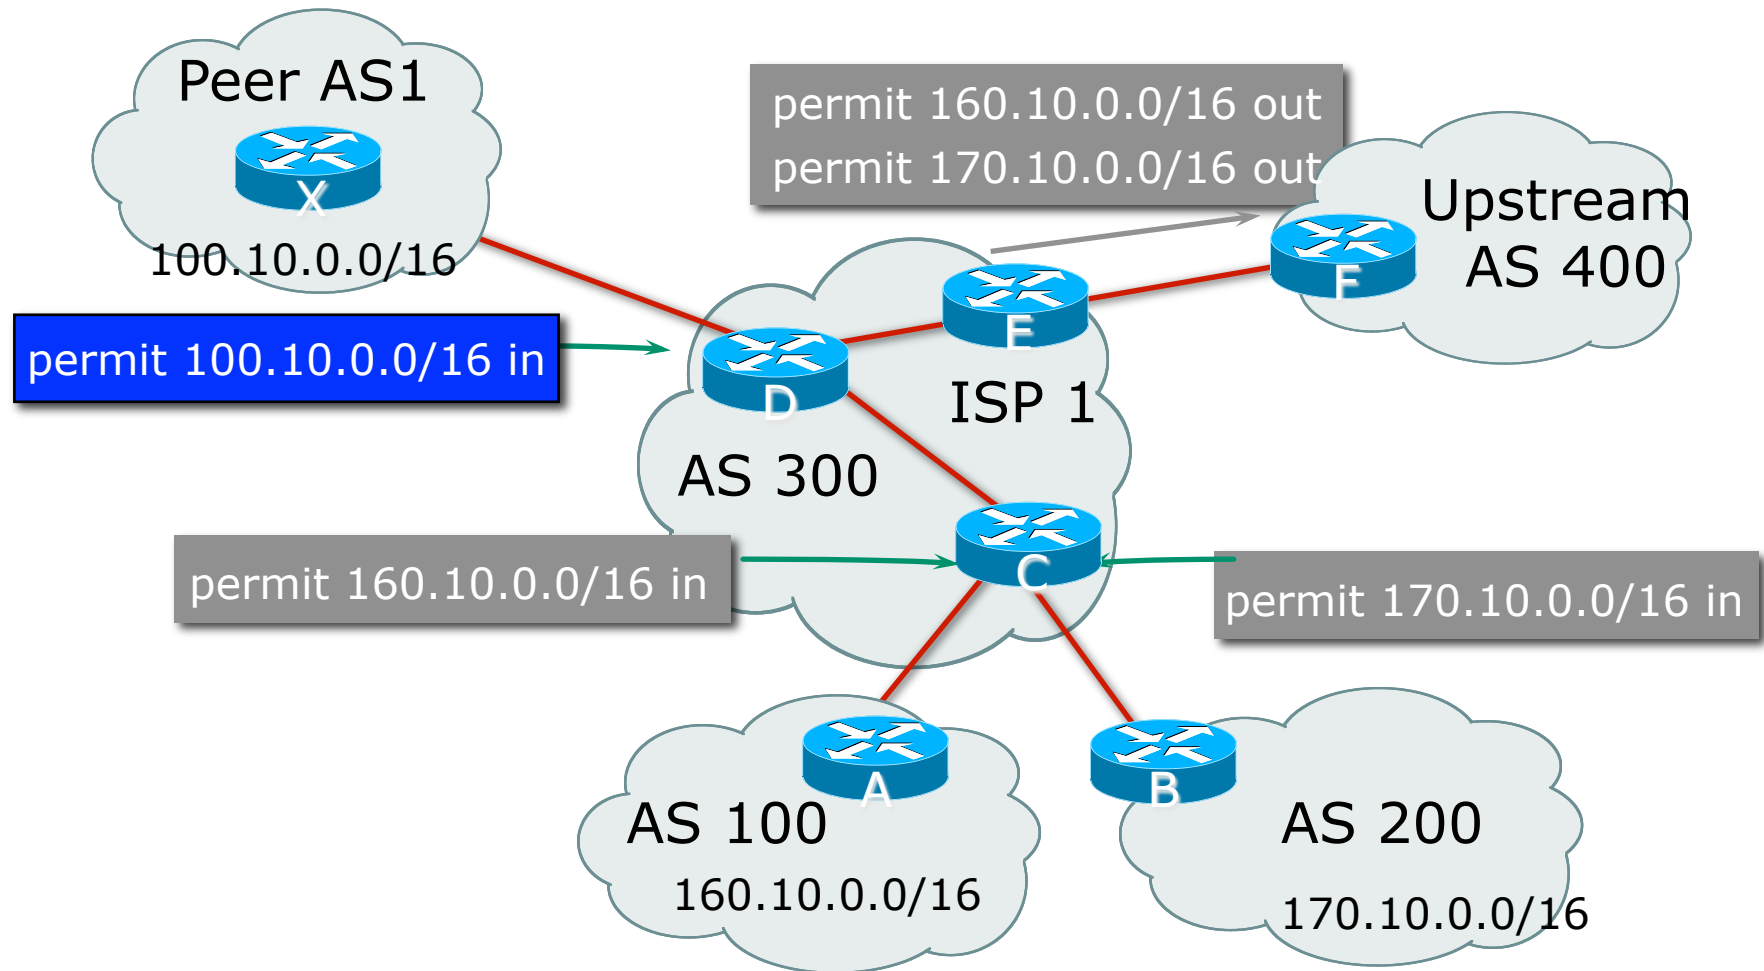 Peer AS1
X
100.10.0.0/16
permit 160.10.0.0/16 out
permit 170.10.0.0/16 out
Upstream
AS 400
F
E
permit 100.10.0.0/16 in
D
ISP 1
AS 300
permit 160.10.0.0/16 in
C
permit 170.10.0.0/16 in
A
AS 100
160.10.0.0/16
B
AS 200
170.10.0.0/16